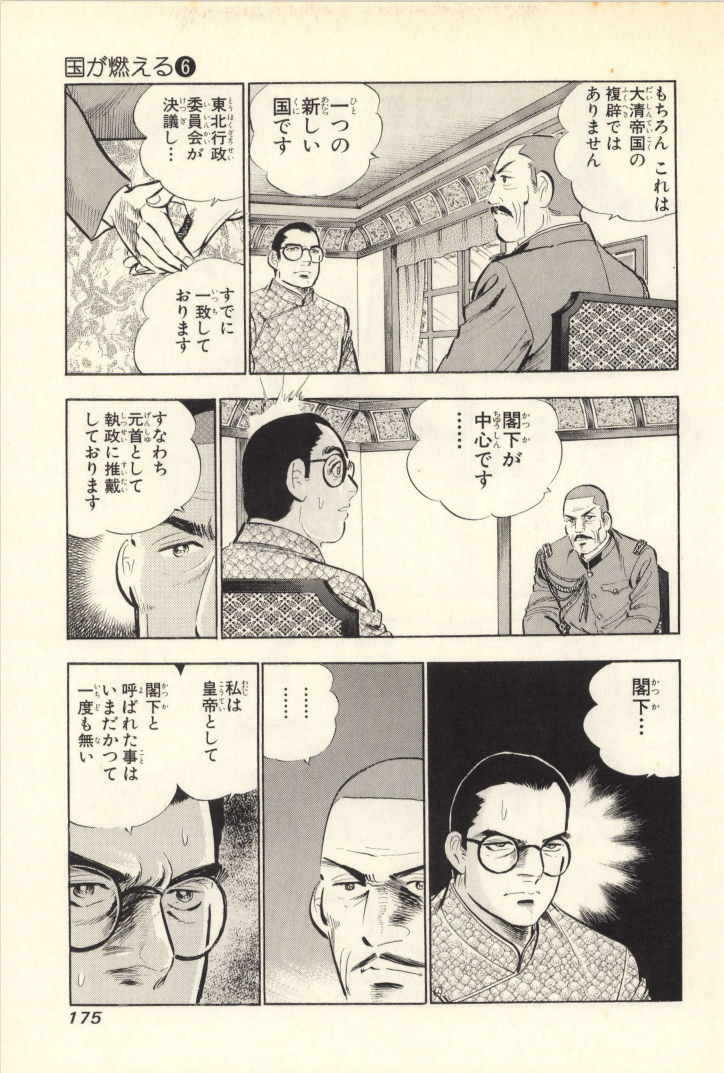 国が燃える❻
もちろん これは
大清帝国の
複辟では
ありません
一つの
新しい
国です
東北行政
委員会が
決議し…
すでに
一致して
おります
閣下が
中心です
……
すなわち
元首として
執政に推戴
しております
閣下…
……
……
私は
皇帝として
閣下と
呼ばれた事は
いまだかつて
一度も無い
175